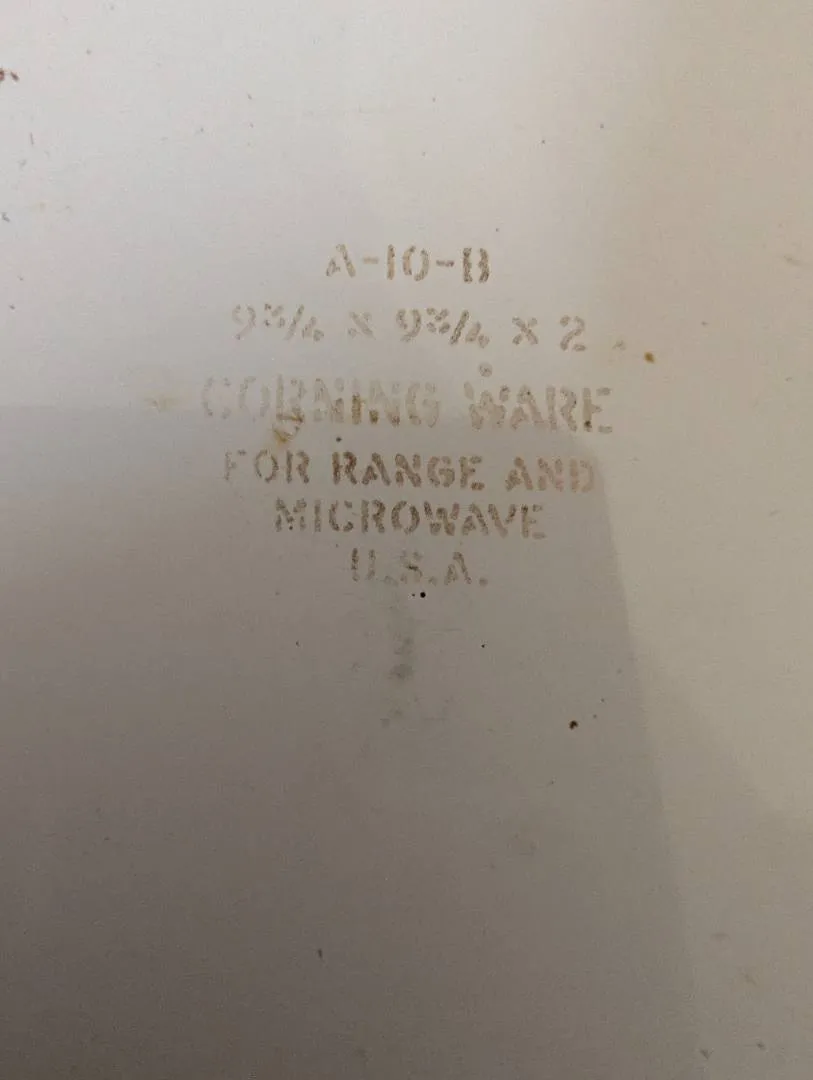 A-10-B
9¾ x 9¾ x 2
CORNING WARE
FOR RANGE AND
MICROWAVE
U.S.A.